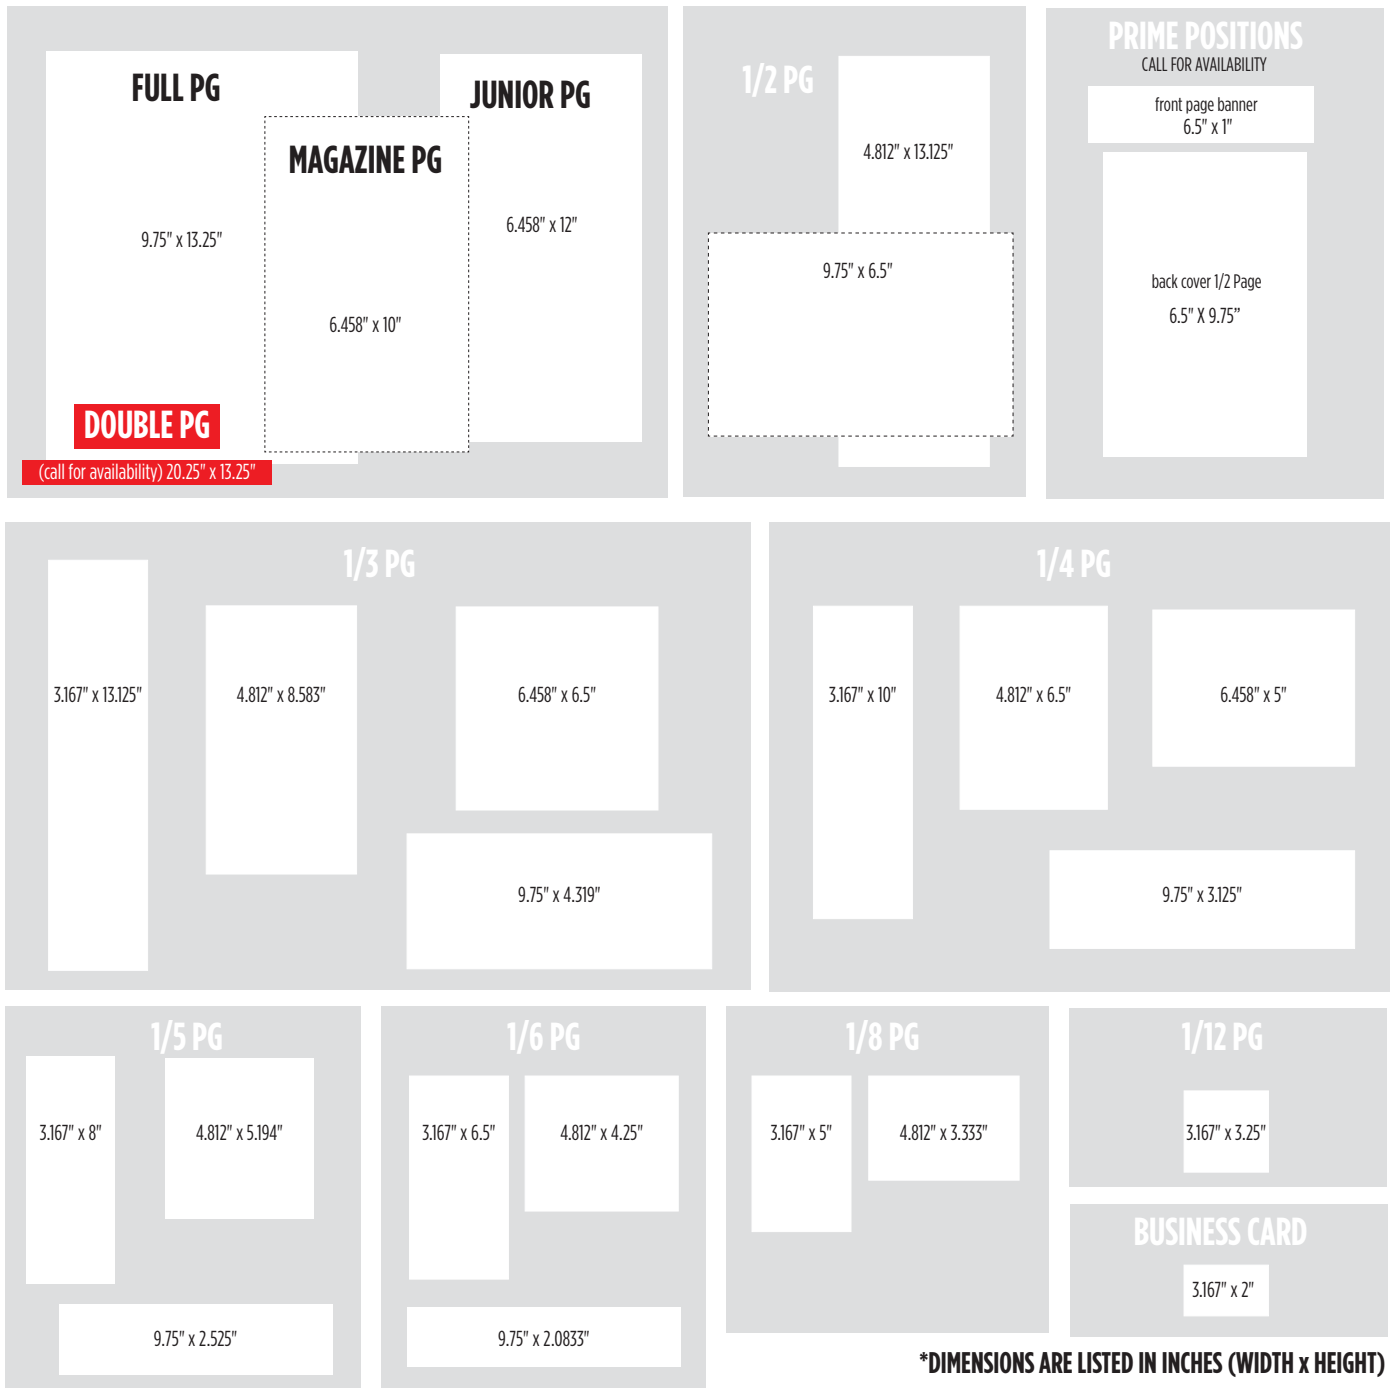 FULL PG
9.75" x 13.25"
MAGAZINE PG
6.458" x 10"
JUNIOR PG
6.458" x 12"
DOUBLE PG
(call for availability) 20.25" x 13.25"
1/2 PG
4.812" x 13.125"
9.75" x 6.5"
PRIME POSITIONS
CALL FOR AVAILABILITY
front page banner
6.5" x 1"
back cover 1/2 Page
6.5" X 9.75”
1/3 PG
3.167" x 13.125"
4.812" x 8.583"
6.458" x 6.5"
9.75" x 4.319"
1/4 PG
3.167" x 10"
4.812" x 6.5"
6.458" x 5"
9.75" x 3.125"
1/5 PG
3.167" x 8"
4.812" x 5.194"
9.75" x 2.525"
1/6 PG
3.167" x 6.5"
4.812" x 4.25"
9.75" x 2.0833"
1/8 PG
3.167" x 5"
4.812" x 3.333"
1/12 PG
3.167" x 3.25"
BUSINESS CARD
3.167" x 2"
*DIMENSIONS ARE LISTED IN INCHES (WIDTH x HEIGHT)